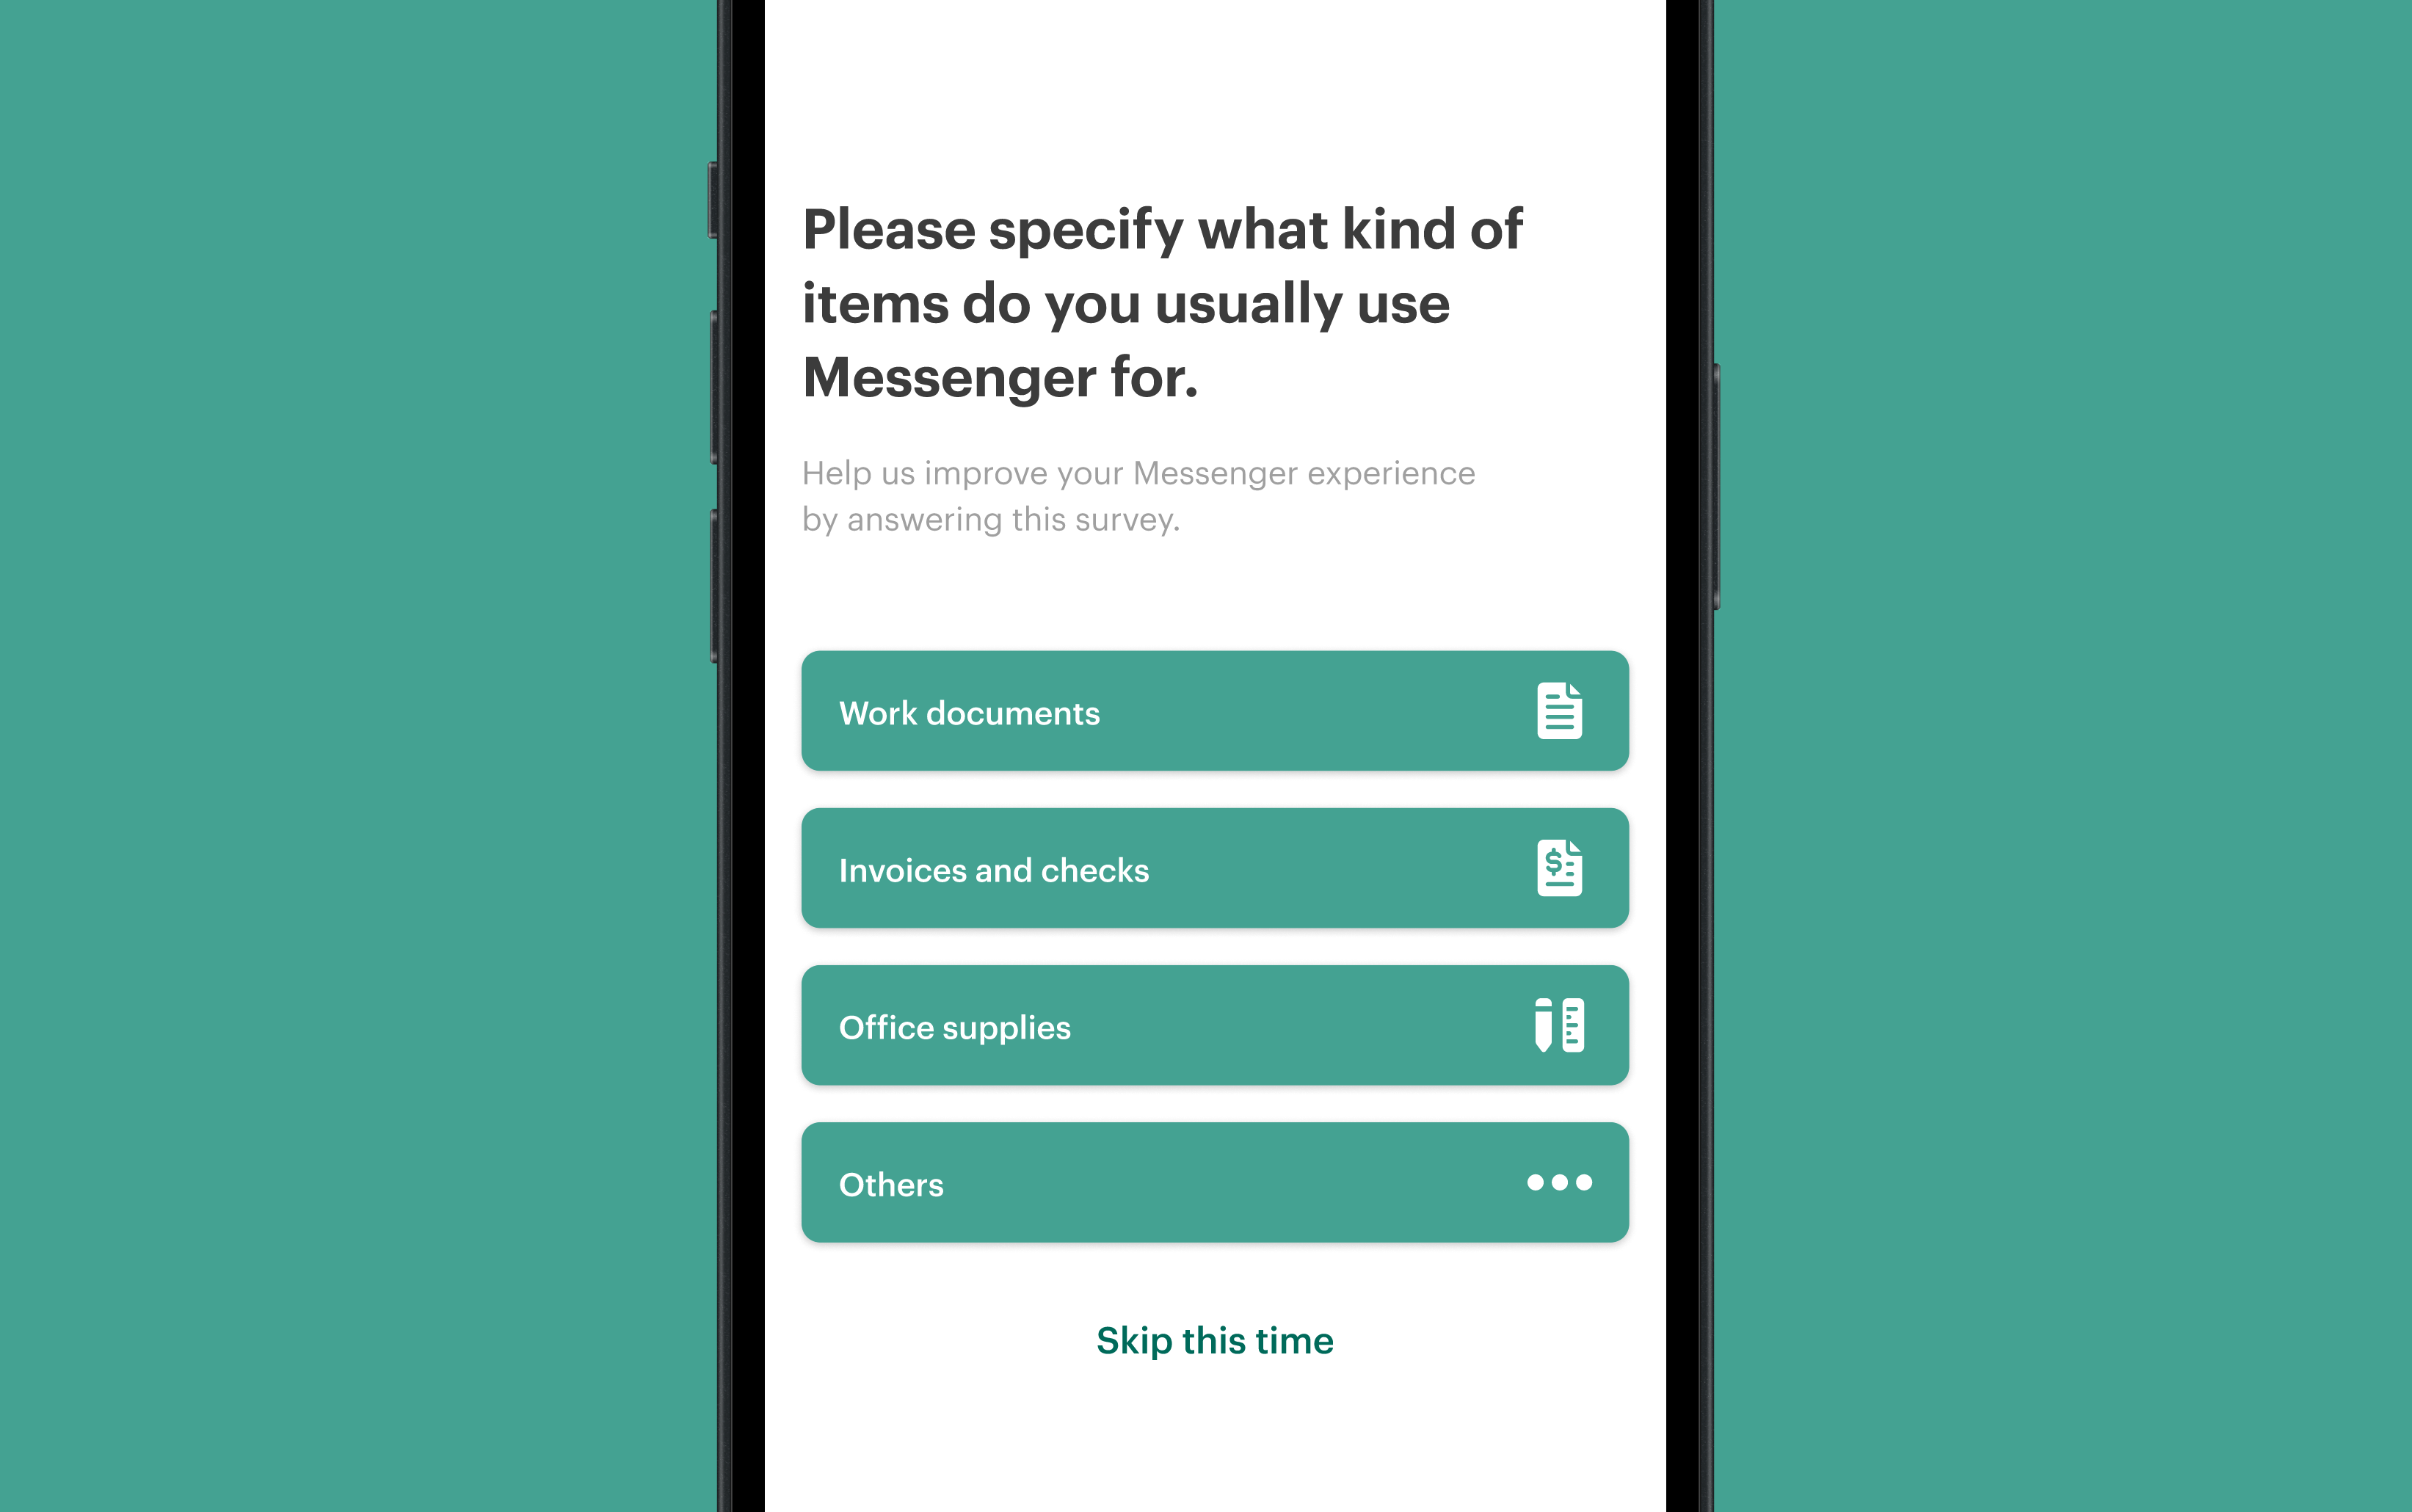 Please specify what kind of
items do you usually use
Messenger for.
Help us improve your Messenger experience
by answering this survey.
Work documents
Invoices and checks
Office supplies
Others
Skip this time